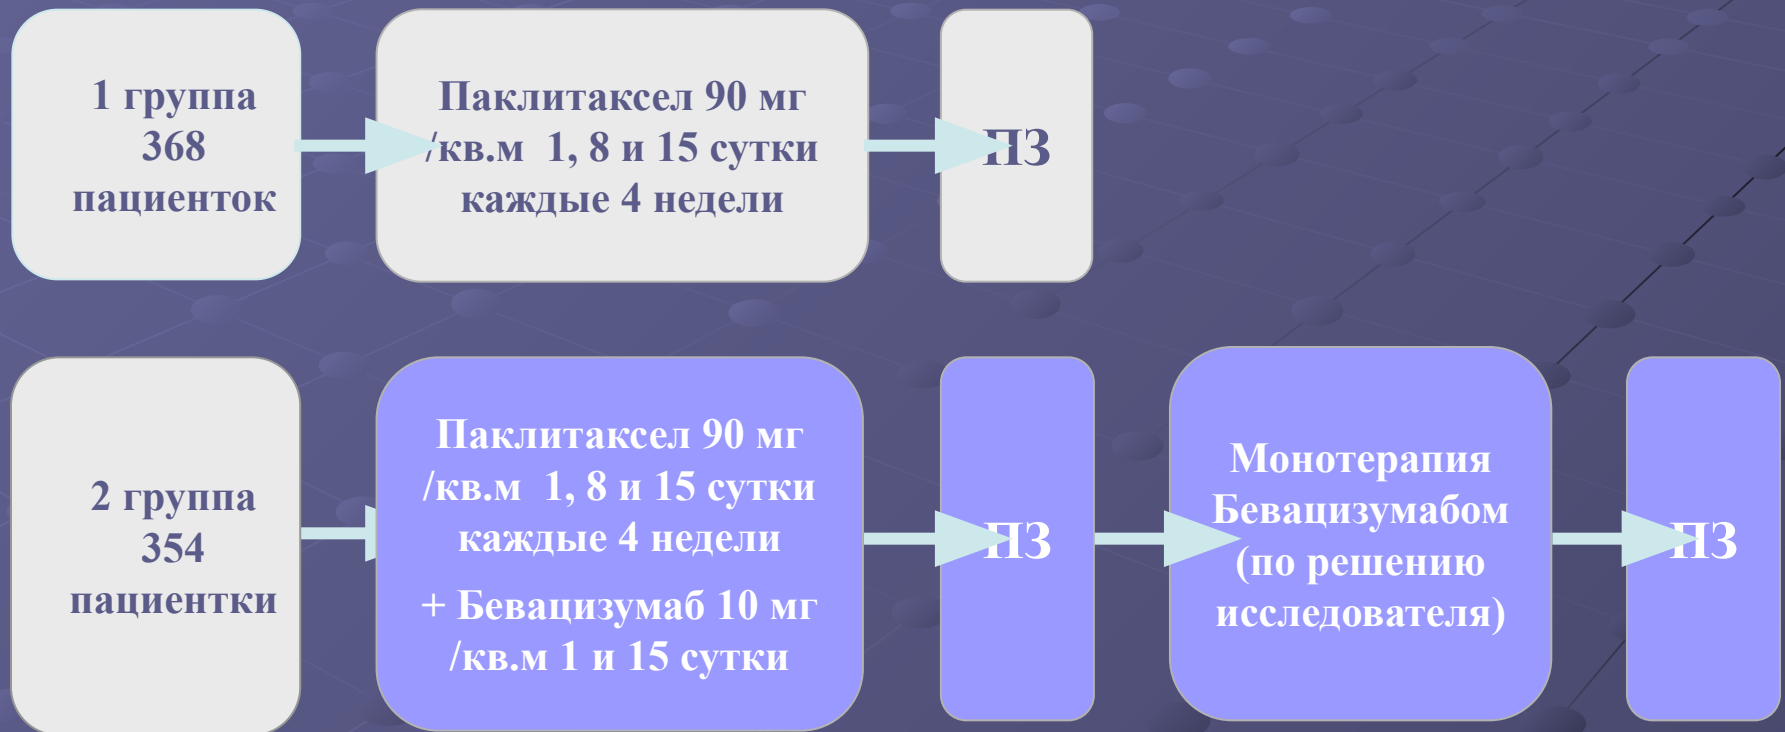 1 группа
368
пациенток
Паклитаксел 90 мг
/кв.м 1, 8 и 15 сутки
каждые 4 недели
ПЗ
2 группа
354
пациентки
Паклитаксел 90 мг
/кв.м 1, 8 и 15 сутки
каждые 4 недели
+ Бевацизумаб 10 мг
/кв.м 1 и 15 сутки
ПЗ
Монотерапия
Бевацизумабом
(по решению
исследователя)
ПЗ